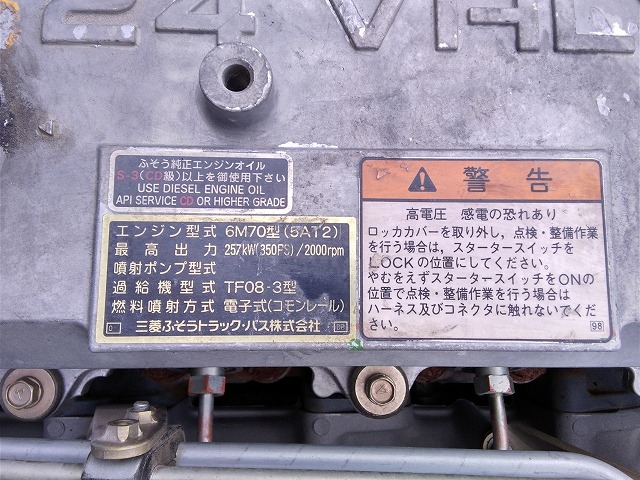 24 VAL
ふそう純正エンジンオイル
S-3(CD級)以上を御使用下さい
USE DIESEL ENGINE OIL
API SERVICE CD OR HIGHER GRADE
エンジン型式 6M70型(5AT2)
最高出力 257kW(350PS)/2000rpm
噴射ポンプ型式
過給機型式 TF08-3型
燃料噴射方式 電子式(コモンレール)
三菱ふそうトラック・バス株式会社
警告
高電圧 感電の恐れあり
ロッカカバーを取り外し,点検・整備作業
を行う場合は,スタータースイッチを
LOCKの位置にしてください。
やむをえずスタータースイッチをONの
位置で点検・整備作業を行う場合は
ハーネス及びコネクタに触れないでくだ
さい。
98